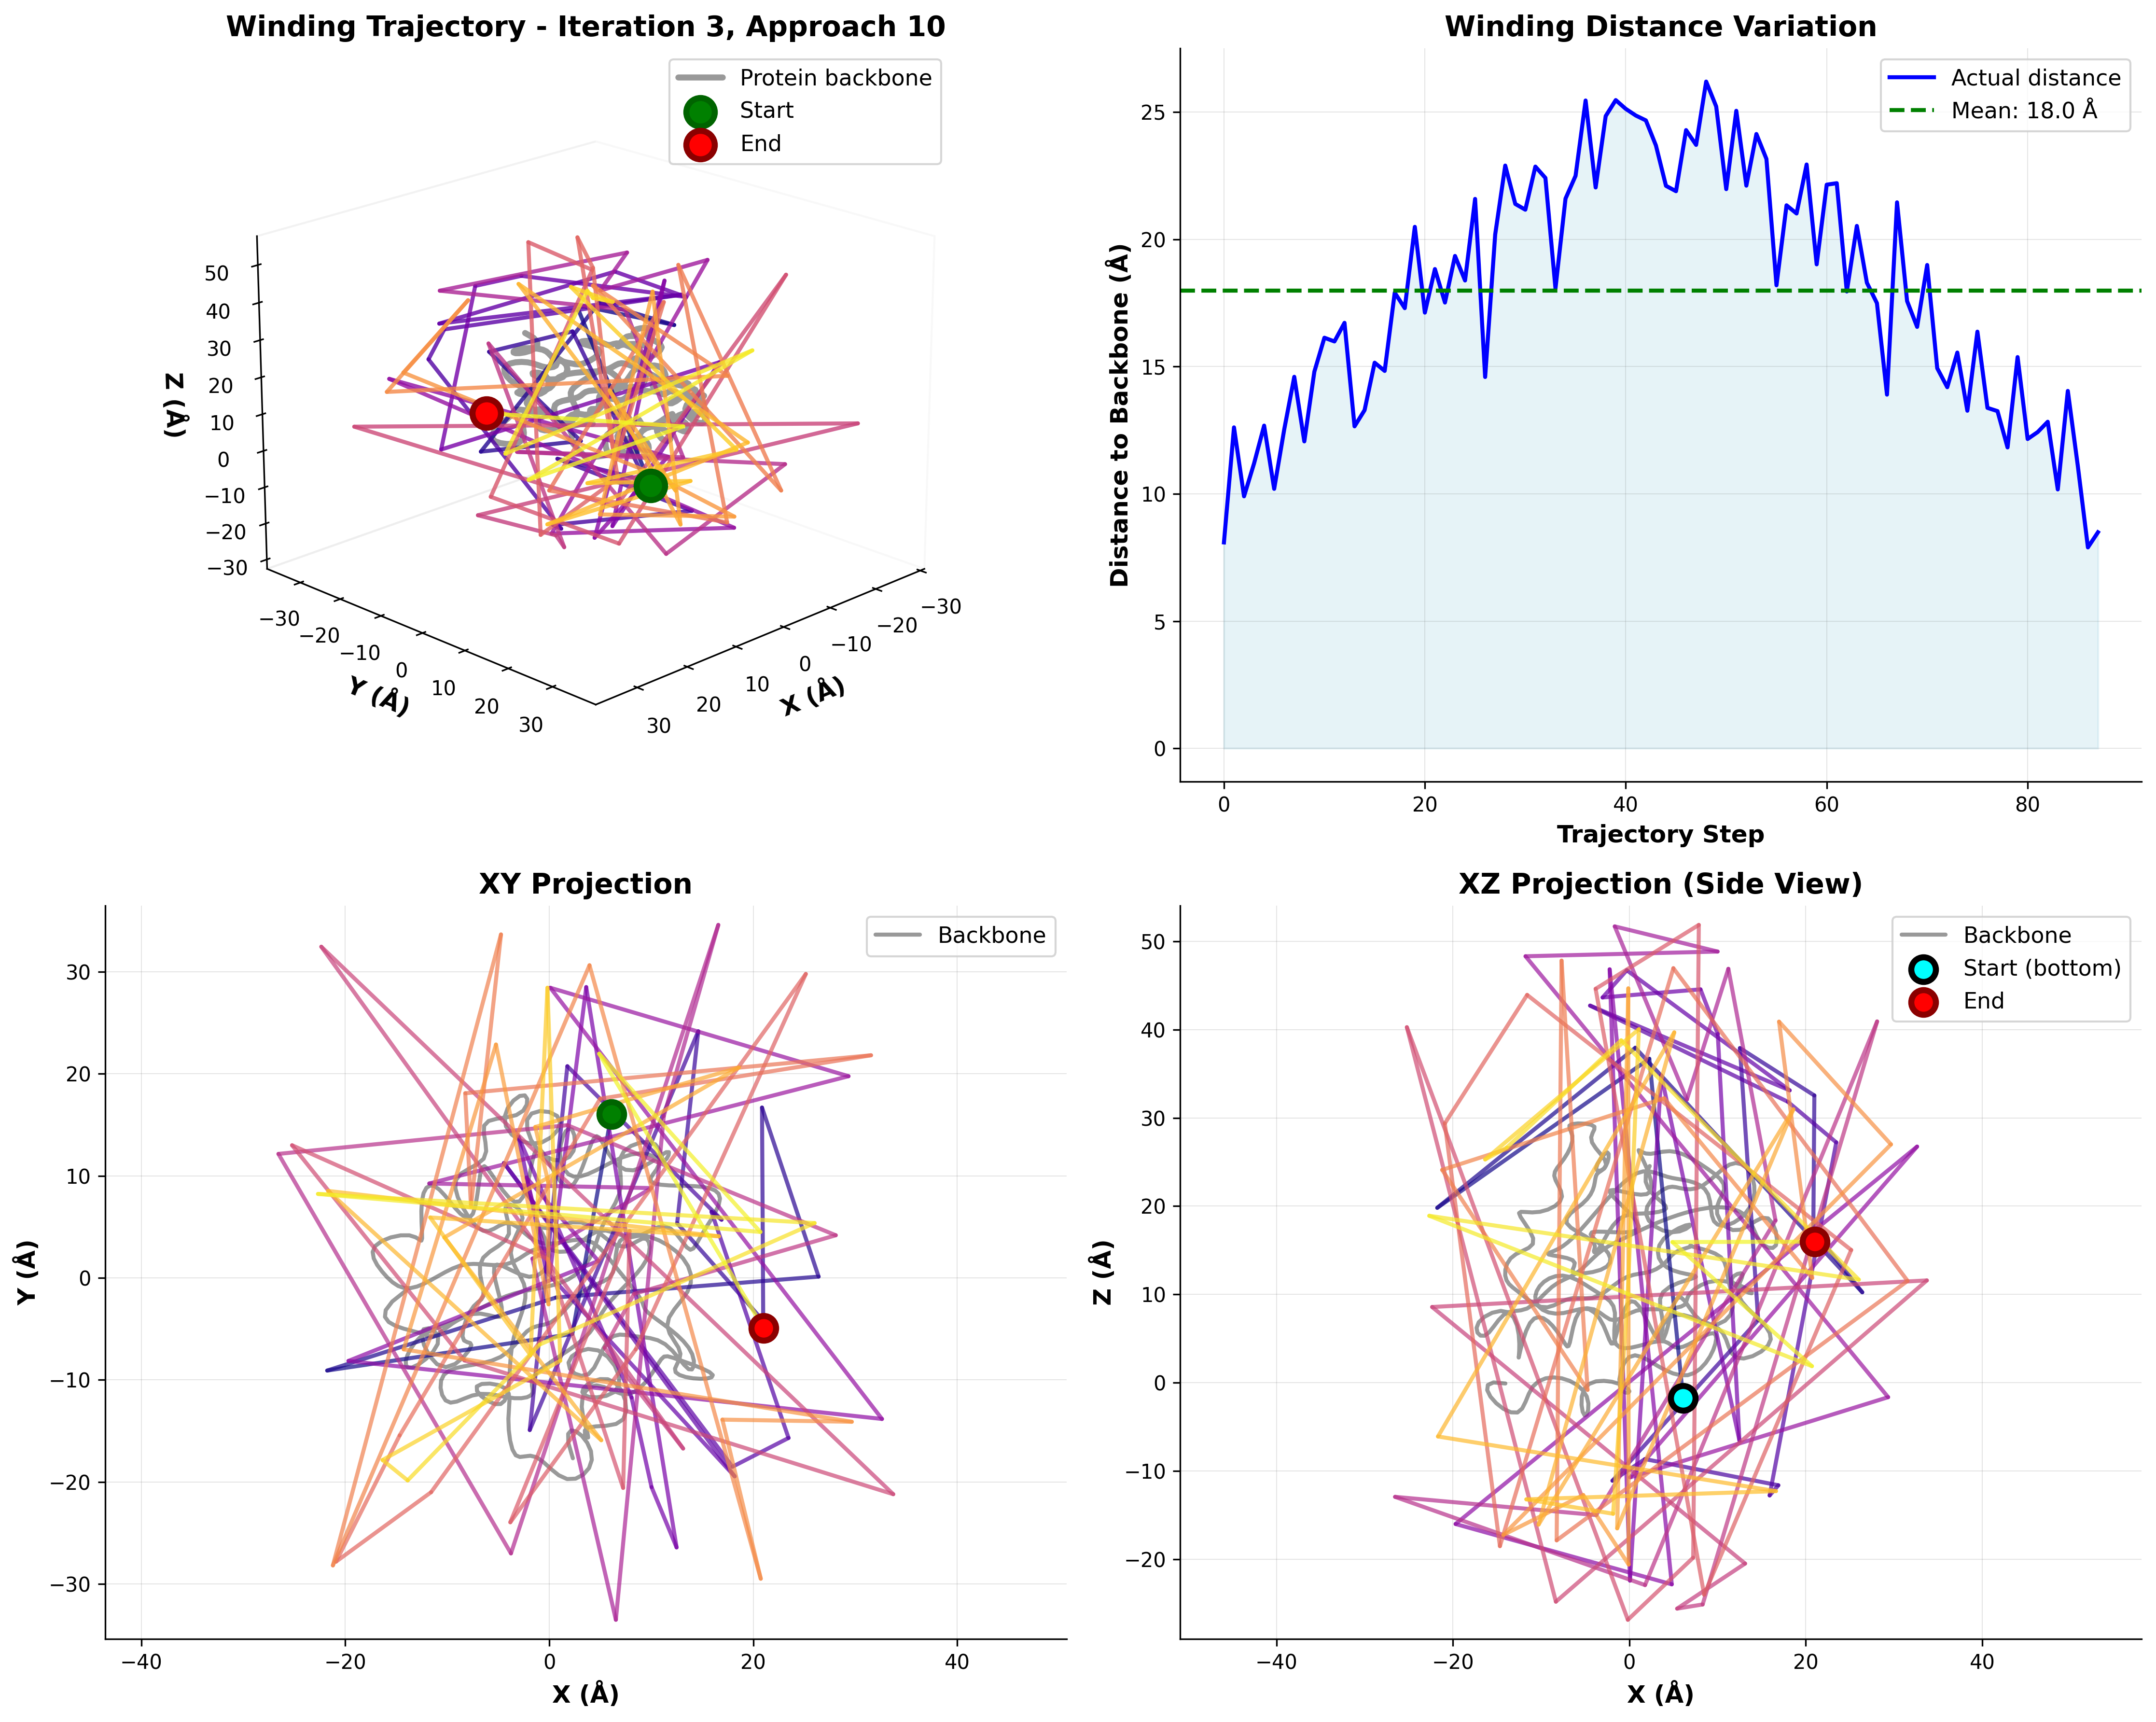 Winding Trajectory - Iteration 3, Approach 10
Protein backbone
Start
End
50
40
30
20
10
0
−10
−20
−30
Z (Å)
−30
−20
−10
0
10
20
30
Y (Å)
30
20
10
0
−10
−20
−30
X (Å)
Winding Distance Variation
Actual distance
Mean: 18.0 Å
25
20
15
10
5
0
Distance to Backbone (Å)
0
20
40
60
80
Trajectory Step
XY Projection
Backbone
30
20
10
0
−10
−20
−30
Y (Å)
−40
−20
0
20
40
X (Å)
XZ Projection (Side View)
Backbone
Start (bottom)
End
50
40
30
20
10
0
−10
−20
Z (Å)
−40
−20
0
20
40
X (Å)